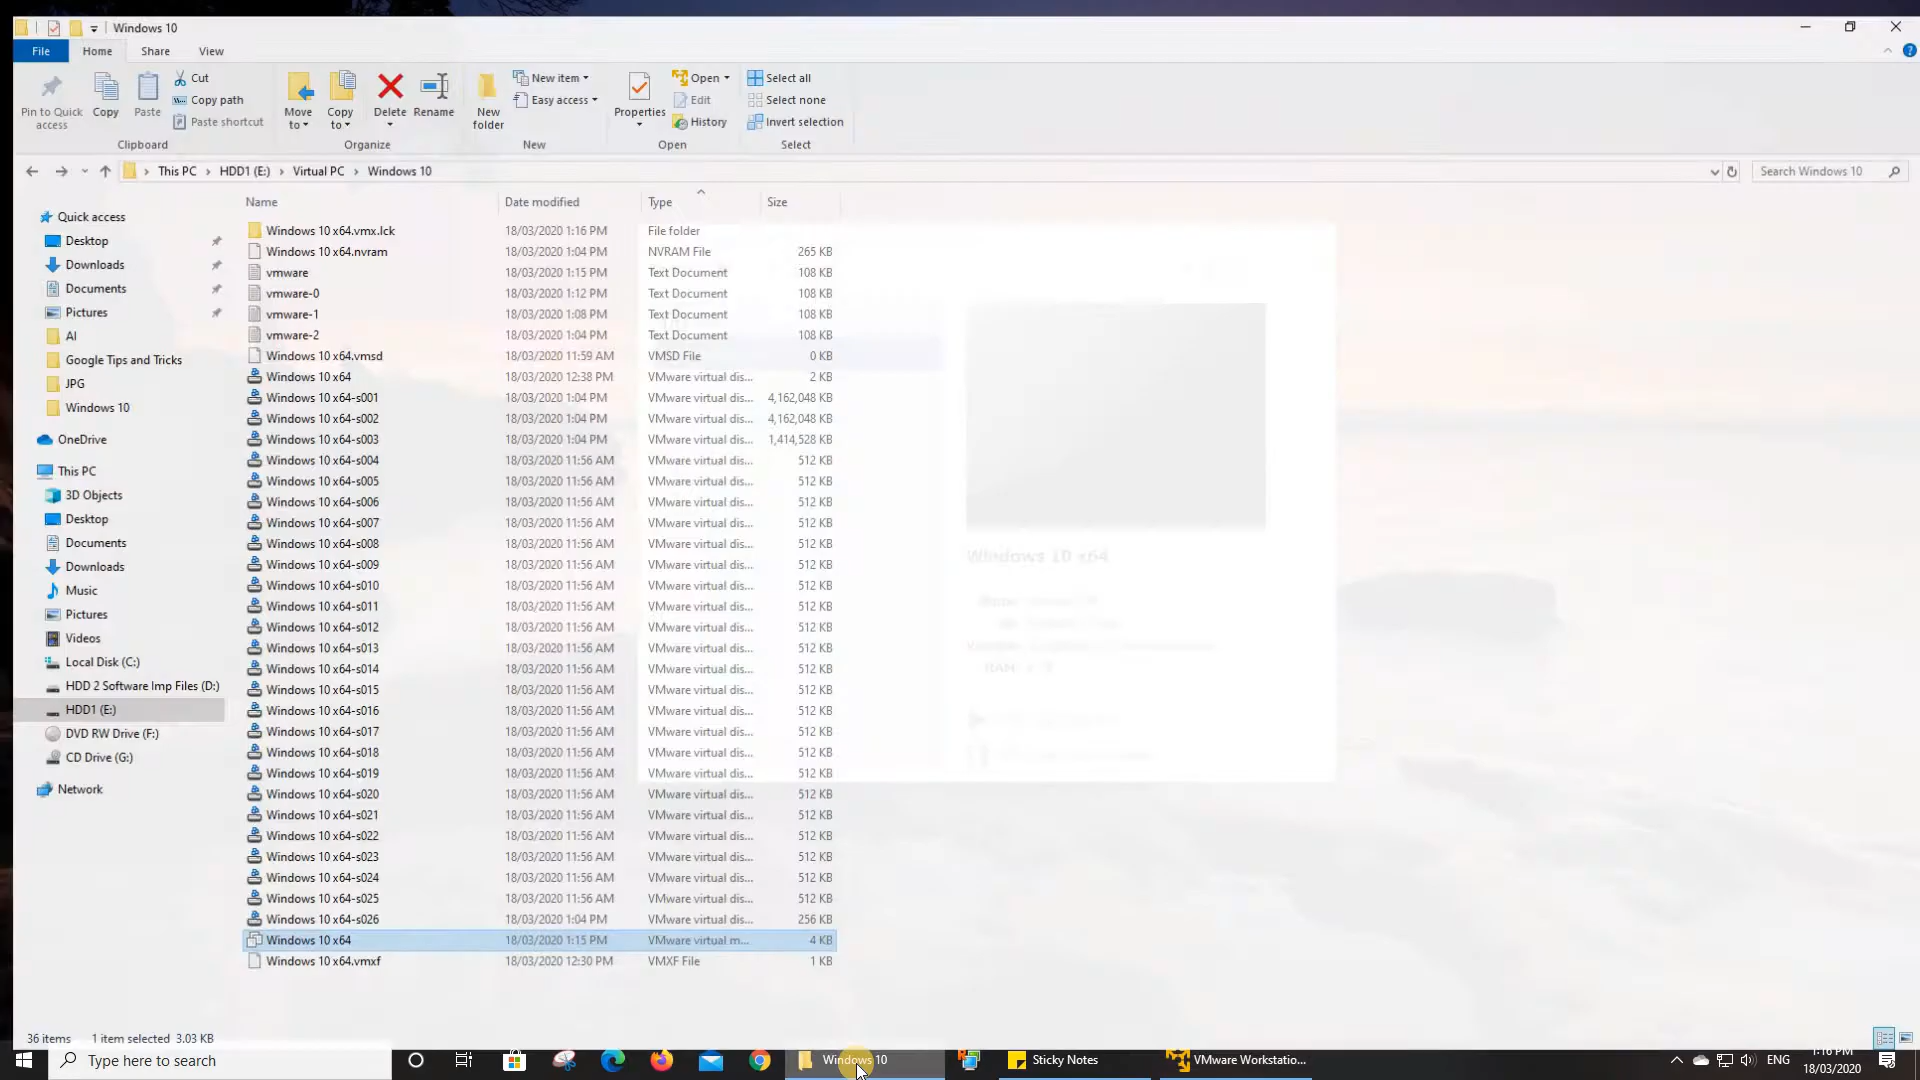 Windows 10
File Home Share View
Pin to Quick access
Copy
Paste
Cut
Copy path
Paste shortcut
Clipboard
Move to
Copy to
Delete
Rename
Organize
New folder
New item
Easy access
New
Properties
Open
Edit
History
Open
Select all
Select none
Invert selection
Select
This PC HDD1 (E:) Virtual PC Windows 10
Search Windows 10
Quick access
Desktop
Downloads
Documents
Pictures
AI
Google Tips and Tricks
JPG
Windows 10
OneDrive
This PC
3D Objects
Desktop
Documents
Downloads
Music
Pictures
Videos
Local Disk (C:)
HDD 2 Software Imp Files (D:)
HDD1 (E:)
DVD RW Drive (F:)
CD Drive (G:)
Network
Name Date modified Type Size
Windows 10 x64.vmx.lck 18/03/2020 1:16 PM File folder
Windows 10 x64.nvram 18/03/2020 1:04 PM NVRAM File 265 KB
vmware 18/03/2020 1:15 PM Text Document 108 KB
vmware-0 18/03/2020 1:12 PM Text Document 108 KB
vmware-1 18/03/2020 1:08 PM Text Document 108 KB
vmware-2 18/03/2020 1:04 PM Text Document 108 KB
Windows 10 x64.vmsd 18/03/2020 11:59 AM VMSD File 0 KB
Windows 10 x64 18/03/2020 12:38 PM VMware virtual dis... 2 KB
Windows 10 x64-s001 18/03/2020 1:04 PM VMware virtual dis... 4,162,048 KB
Windows 10 x64-s002 18/03/2020 1:04 PM VMware virtual dis... 4,162,048 KB
Windows 10 x64-s003 18/03/2020 1:04 PM VMware virtual dis... 1,414,528 KB
Windows 10 x64-s004 18/03/2020 11:56 AM VMware virtual dis... 512 KB
Windows 10 x64-s005 18/03/2020 11:56 AM VMware virtual dis... 512 KB
Windows 10 x64-s006 18/03/2020 11:56 AM VMware virtual dis... 512 KB
Windows 10 x64-s007 18/03/2020 11:56 AM VMware virtual dis... 512 KB
Windows 10 x64-s008 18/03/2020 11:56 AM VMware virtual dis... 512 KB
Windows 10 x64-s009 18/03/2020 11:56 AM VMware virtual dis... 512 KB
Windows 10 x64-s010 18/03/2020 11:56 AM VMware virtual dis... 512 KB
Windows 10 x64-s011 18/03/2020 11:56 AM VMware virtual dis... 512 KB
Windows 10 x64-s012 18/03/2020 11:56 AM VMware virtual dis... 512 KB
Windows 10 x64-s013 18/03/2020 11:56 AM VMware virtual dis... 512 KB
Windows 10 x64-s014 18/03/2020 11:56 AM VMware virtual dis... 512 KB
Windows 10 x64-s015 18/03/2020 11:56 AM VMware virtual dis... 512 KB
Windows 10 x64-s016 18/03/2020 11:56 AM VMware virtual dis... 512 KB
Windows 10 x64-s017 18/03/2020 11:56 AM VMware virtual dis... 512 KB
Windows 10 x64-s018 18/03/2020 11:56 AM VMware virtual dis... 512 KB
Windows 10 x64-s019 18/03/2020 11:56 AM VMware virtual dis... 512 KB
Windows 10 x64-s020 18/03/2020 11:56 AM VMware virtual dis... 512 KB
Windows 10 x64-s021 18/03/2020 11:56 AM VMware virtual dis... 512 KB
Windows 10 x64-s022 18/03/2020 11:56 AM VMware virtual dis... 512 KB
Windows 10 x64-s023 18/03/2020 11:56 AM VMware virtual dis... 512 KB
Windows 10 x64-s024 18/03/2020 11:56 AM VMware virtual dis... 512 KB
Windows 10 x64-s025 18/03/2020 11:56 AM VMware virtual dis... 512 KB
Windows 10 x64-s026 18/03/2020 1:04 PM VMware virtual dis... 256 KB
Windows 10 x64 18/03/2020 1:15 PM VMware virtual m... 4 KB
Windows 10 x64.vmxf 18/03/2020 12:30 PM VMXF File 1 KB
Windows 10 x64
RAM:
36 items 1 item selected 3.03 KB
Type here to search
Windows 10
Sticky Notes
VMware Workstatio...
ENG
1:16 PM
18/03/2020